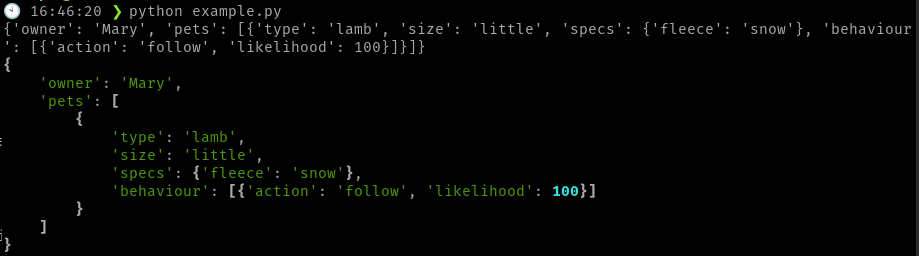 16:46:20 ❯ python example.py
{'owner': 'Mary', 'pets': [{'type': 'lamb', 'size': 'little', 'specs': {'fleece': 'snow'}, 'behaviour
': [{'action': 'follow', 'likelihood': 100}]}]}
{
    'owner': 'Mary',
    'pets': [
        {
            'type': 'lamb',
            'size': 'little',
            'specs': {'fleece': 'snow'},
            'behaviour': [{'action': 'follow', 'likelihood': 100}]
        }
    ]
}